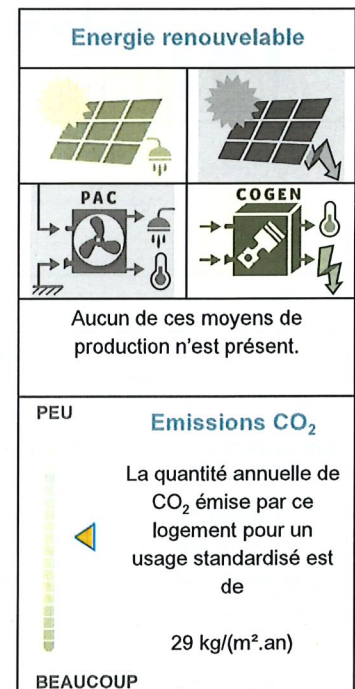 Energie renouvelable
PAC
COGEN
Aucun de ces moyens de
production n'est présent.
PEU
Emissions CO₂
La quantité annuelle de
CO₂ émise par ce
logement pour un
usage standardisé est
de
29 kg/(m².an)
BEAUCOUP